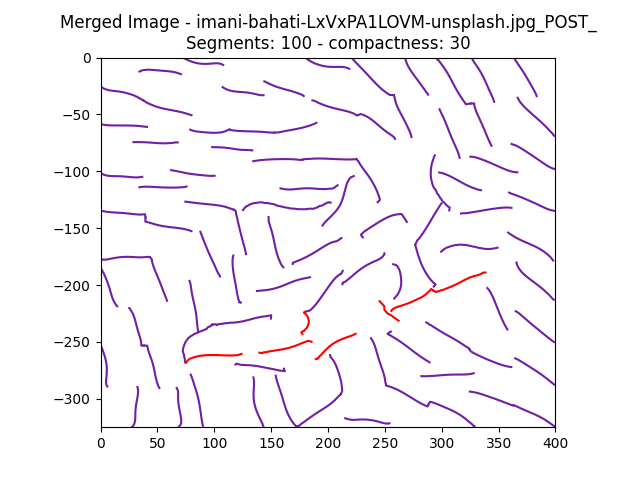 Merged Image - imani-bahati-LxVxPA1LOVM-unsplash.jpg_POST_
Segments: 100 - compactness: 30
0
−50
−100
−150
−200
−250
−300
0 50 100 150 200 250 300 350 400